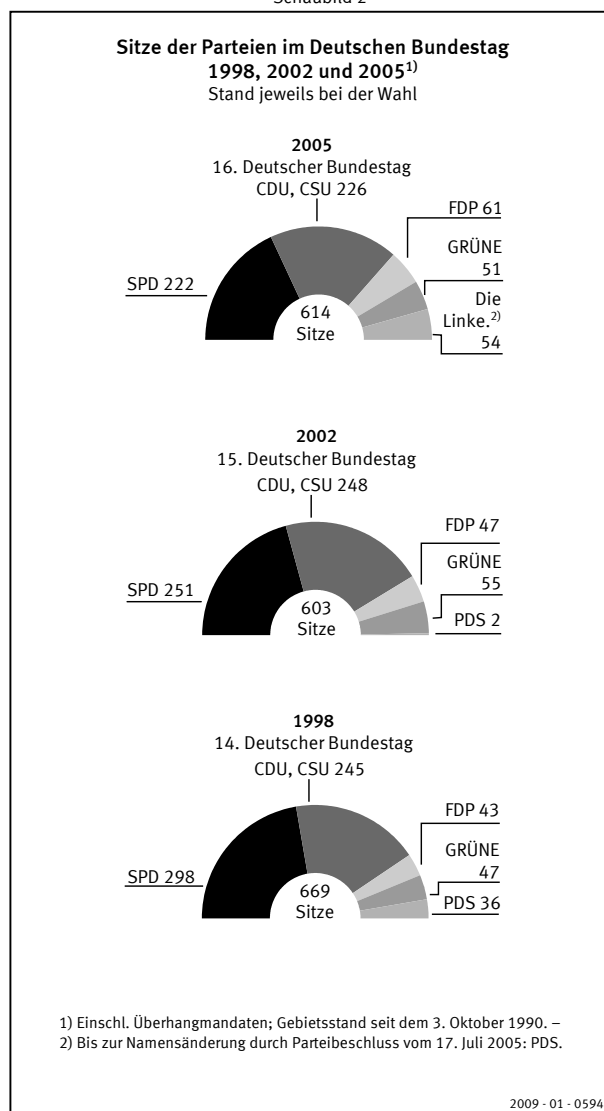 Schaubild 2
Sitze der Parteien im Deutschen Bundestag
1998, 2002 und 20051)
Stand jeweils bei der Wahl
2005
16. Deutscher Bundestag
CDU, CSU 226
FDP 61
GRÜNE
51
SPD 222
Die
Linke.2)
54
614
Sitze
2002
15. Deutscher Bundestag
CDU, CSU 248
FDP 47
GRÜNE
55
SPD 251
PDS 2
603
Sitze
1998
14. Deutscher Bundestag
CDU, CSU 245
FDP 43
GRÜNE
47
SPD 298
PDS 36
669
Sitze
1) Einschl. Überhangmandaten; Gebietsstand seit dem 3. Oktober 1990. –
2) Bis zur Namensänderung durch Parteibeschluss vom 17. Juli 2005: PDS.
2009 - 01 - 0594